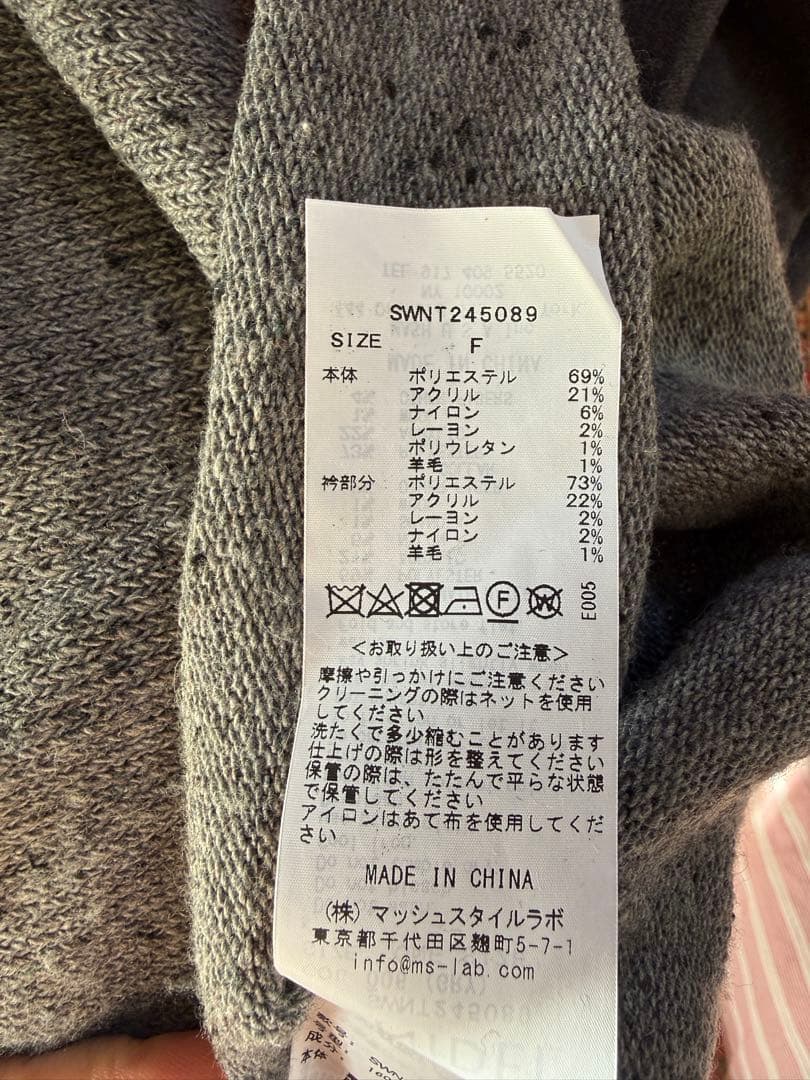 SWNT245089
SIZE F
本体 ポリエステル 69%
アクリル 21%
ナイロン 6%
レーヨン 2%
ポリウレタン 1%
羊毛 1%
衿部分 ポリエステル 73%
アクリル 22%
レーヨン 2%
ナイロン 2%
羊毛 1%
F W E005
<お取り扱い上のご注意>
摩擦や引っかけにご注意ください
クリーニングの際はネットを使用
してください
洗たくで多少縮むことがあります
仕上げの際は形を整えてください
保管の際は、たたんで平らな状態
で保管してください
アイロンはあて布を使用してくだ
さい
MADE IN CHINA
(株) マッシュスタイルラボ
東京都千代田区麹町5-7-1
info@ms-lab.com
本体